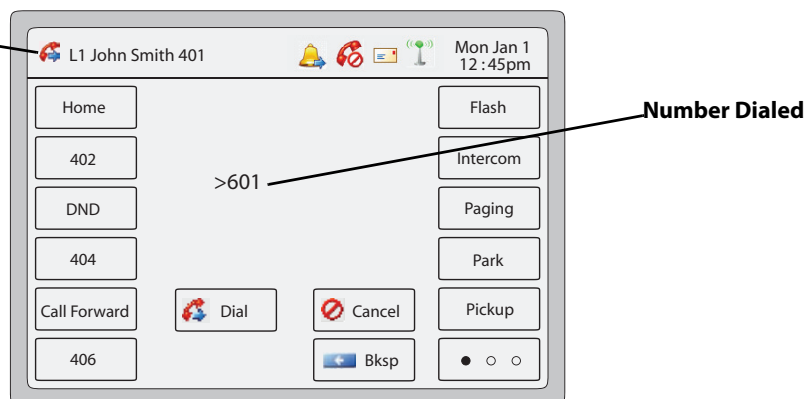 L1 John Smith 401
Mon Jan 1
12:45pm
Home
Flash
Number Dialed
402
Intercom
>601
DND
Paging
404
Park
Call Forward
Dial
Cancel
Pickup
406
Bksp